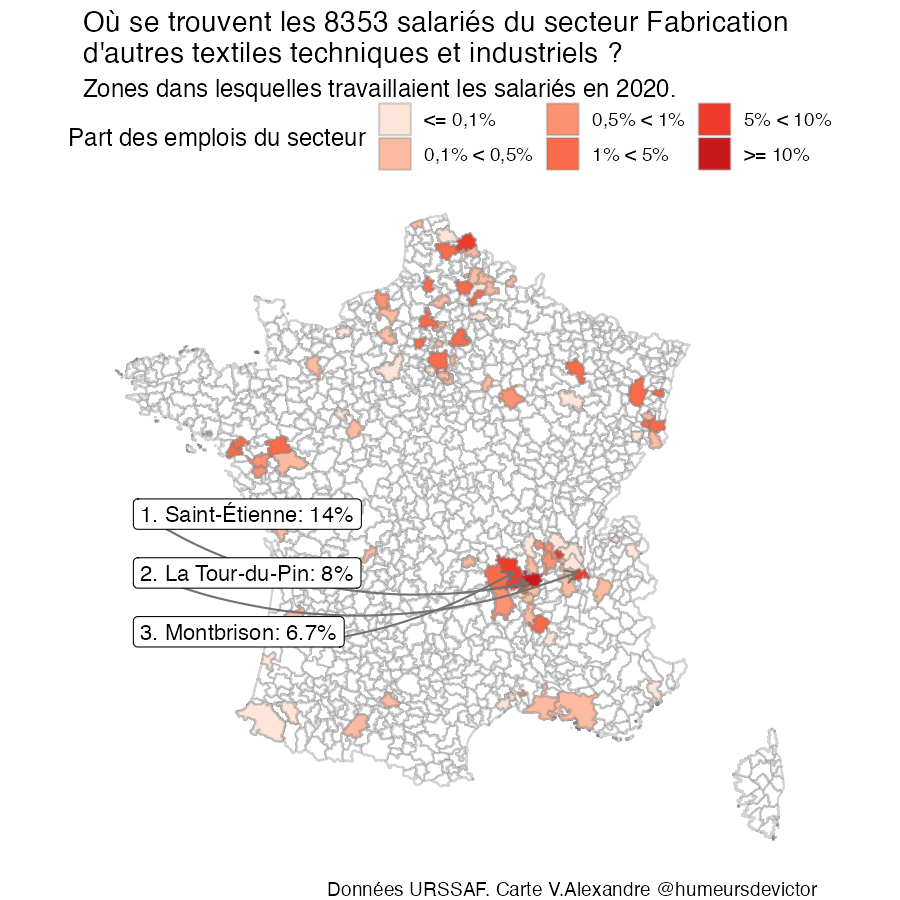 Où se trouvent les 8353 salariés du secteur Fabrication
d'autres textiles techniques et industriels ?
Zones dans lesquelles travaillaient les salariés en 2020.
Part des emplois du secteur
<= 0,1%
0,5% < 1%
5% < 10%
0,1% < 0,5%
1% < 5%
>= 10%
1. Saint-Étienne: 14%
2. La Tour-du-Pin: 8%
3. Montbrison: 6.7%
Données URSSAF. Carte V.Alexandre @humeursdevictor